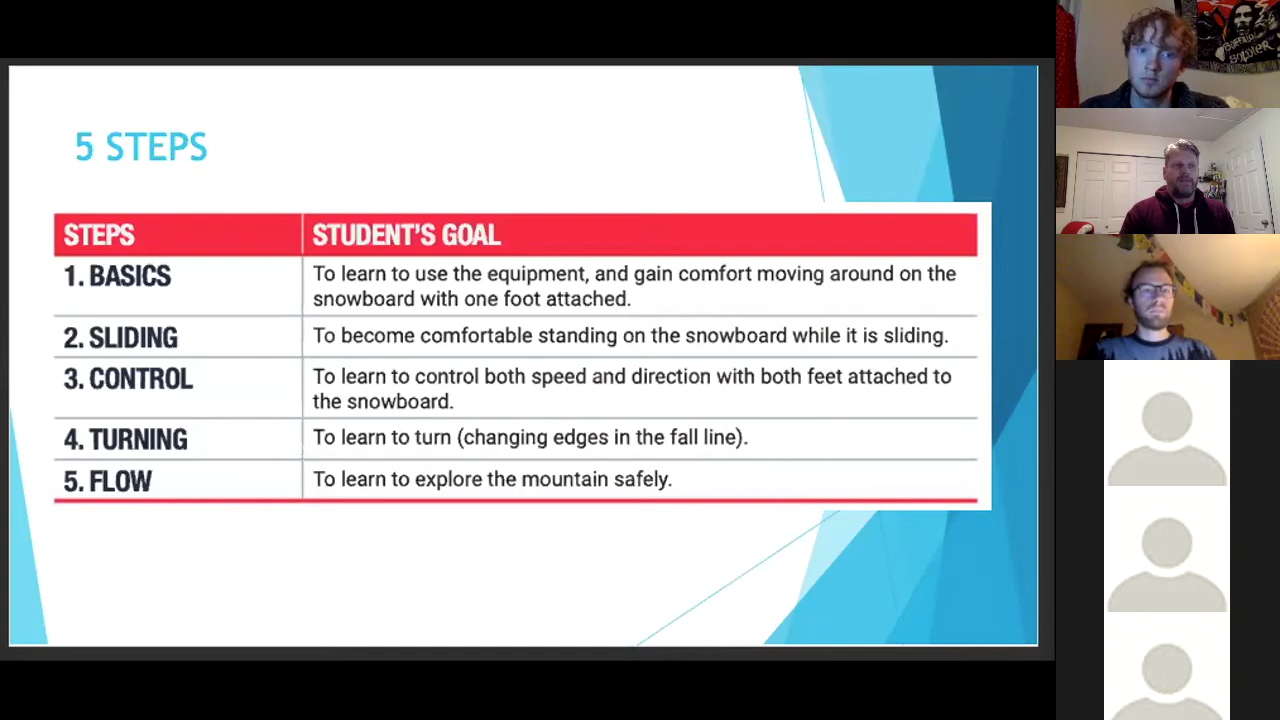 5 STEPS
STEPS
STUDENT'S GOAL
1. BASICS
To learn to use the equipment, and gain comfort moving around on the
snowboard with one foot attached.
2. SLIDING
To become comfortable standing on the snowboard while it is sliding.
3. CONTROL
To learn to control both speed and direction with both feet attached to
the snowboard.
4. TURNING
To learn to turn (changing edges in the fall line).
5. FLOW
To learn to explore the mountain safely.
BUFFALO
SOLDIER